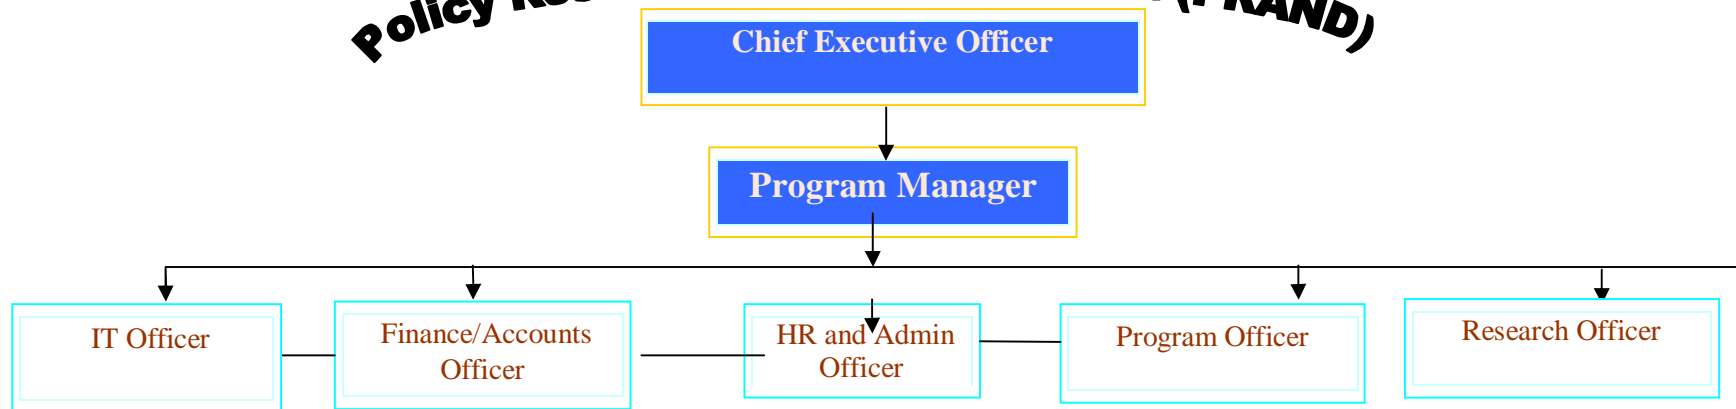 Policy
Chief Executive Officer
Program Manager
IT Officer
Finance/Accounts
Officer
HR and Admin
Officer
Program Officer
Research Officer